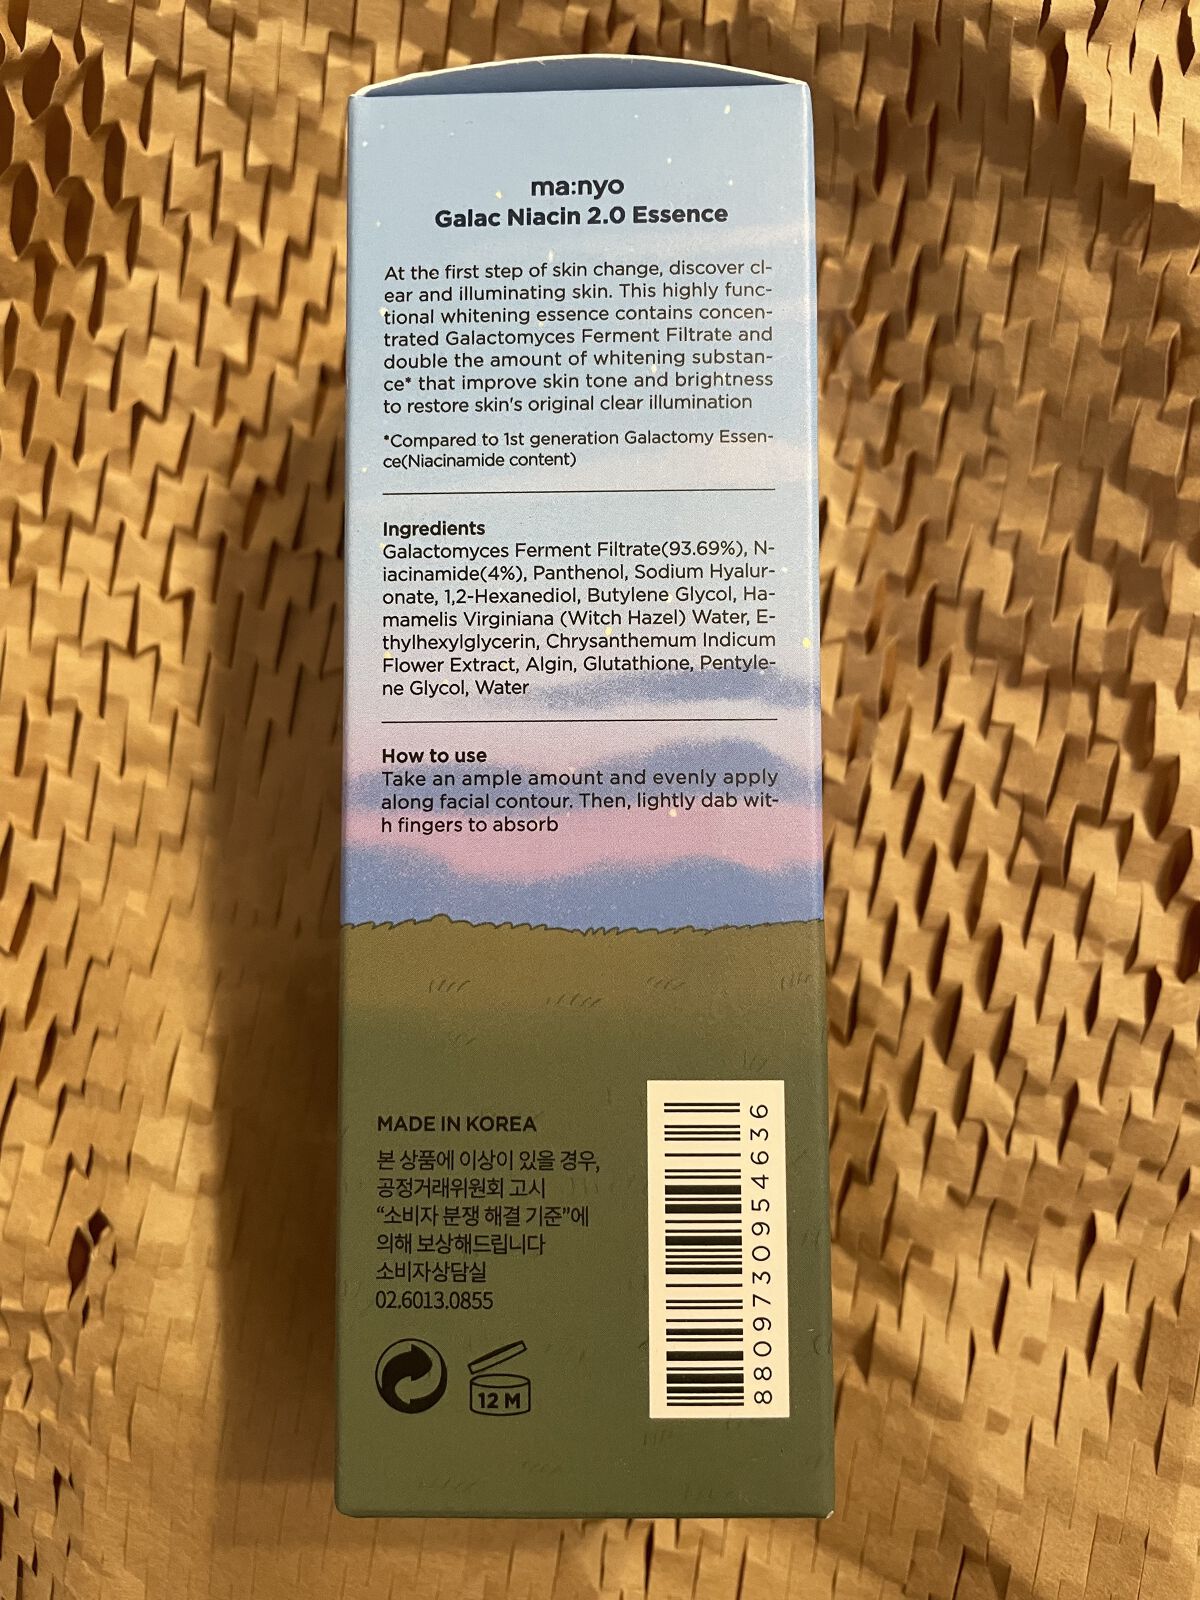 ma:nyo
Galac Niacin 2.0 Essence
At the first step of skin change, discover cl-
ear and illuminating skin. This highly func-
tional whitening essence contains concen-
trated Galactomyces Ferment Filtrate and
double the amount of whitening substan-
ce* that improve skin tone and brightness
to restore skin's original clear illumination
*Compared to 1st generation Galactomy Essen-
ce(Niacinamide content)
Ingredients
Galactomyces Ferment Filtrate(93.69%), N-
iacinamide(4%), Panthenol, Sodium Hyalur-
onate, 1,2-Hexanediol, Butylene Glycol, Ha-
mamelis Virginiana (Witch Hazel) Water, E-
thylhexylglycerin, Chrysanthemum Indicum
Flower Extract, Algin, Glutathione, Pentyle-
ne Glycol, Water
How to use
Take an ample amount and evenly apply
along facial contour. Then, lightly dab wit-
h fingers to absorb
MADE IN KOREA
본 상품에 이상이 있을 경우,
공정거래위원회 고시
“소비자 분쟁 해결 기준”에
의해 보상해드립니다
소비자상담실
02.6013.0855
12 M
8809730954636